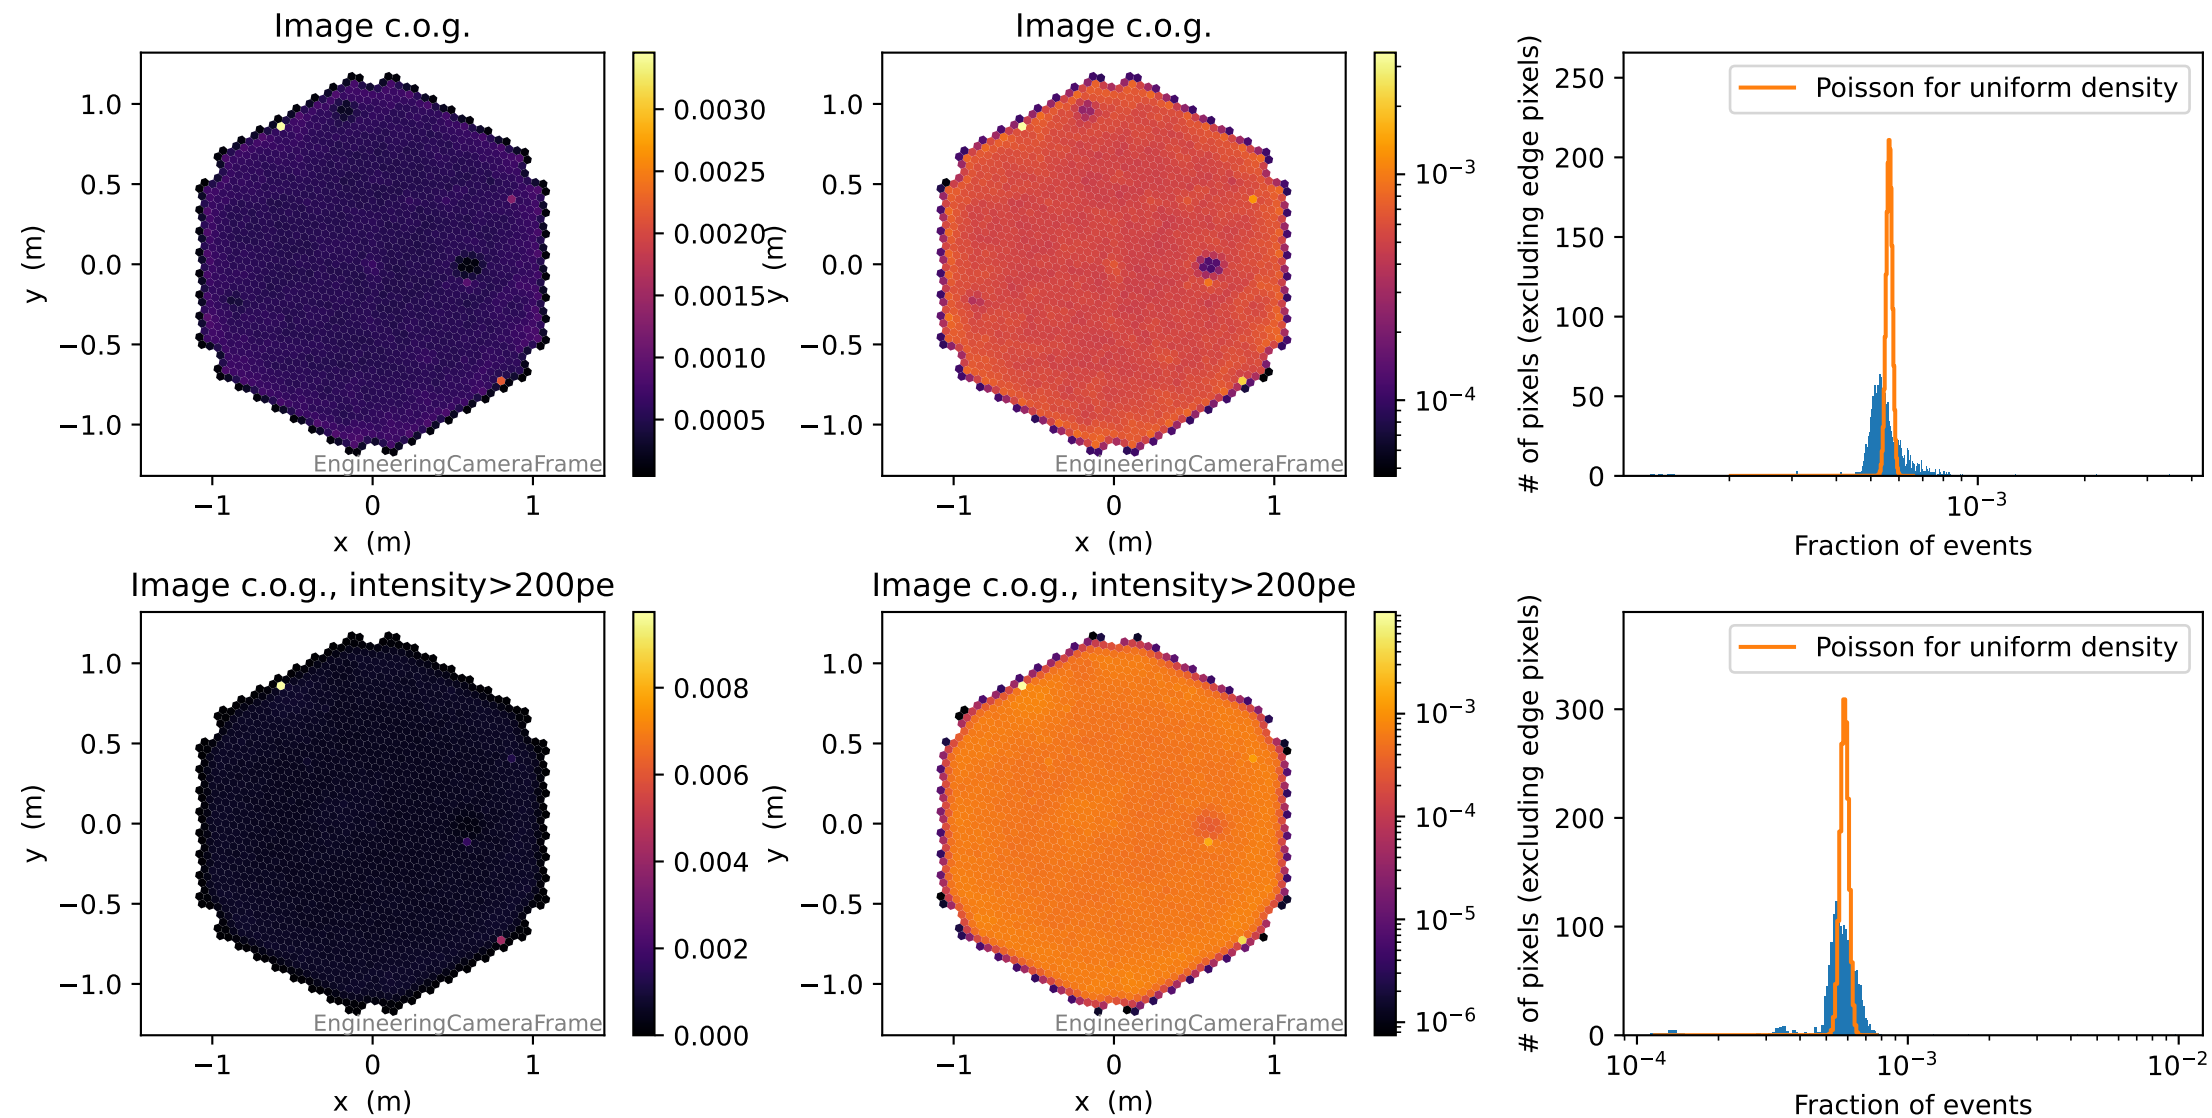 Image c.o.g.
1.0
0.5
0.0
−0.5
−1.0
y (m)
−1
0
1
x (m)
EngineeringCameraFrame
0.0030
0.0025
0.0020
0.0015
0.0010
0.0005
Image c.o.g.
1.0
0.5
0.0
−0.5
−1.0
y (m)
−1
0
1
x (m)
EngineeringCameraFrame
10⁻³
10⁻⁴
# of pixels (excluding edge pixels)
250
200
150
100
50
0
Poisson for uniform density
10⁻³
Fraction of events
Image c.o.g., intensity>200pe
1.0
0.5
0.0
−0.5
−1.0
y (m)
−1
0
1
x (m)
EngineeringCameraFrame
0.008
0.006
0.004
0.002
0.000
Image c.o.g., intensity>200pe
1.0
0.5
0.0
−0.5
−1.0
y (m)
−1
0
1
x (m)
EngineeringCameraFrame
10⁻³
10⁻⁴
10⁻⁵
10⁻⁶
# of pixels (excluding edge pixels)
300
200
100
0
Poisson for uniform density
10⁻⁴
10⁻³
10⁻²
Fraction of events